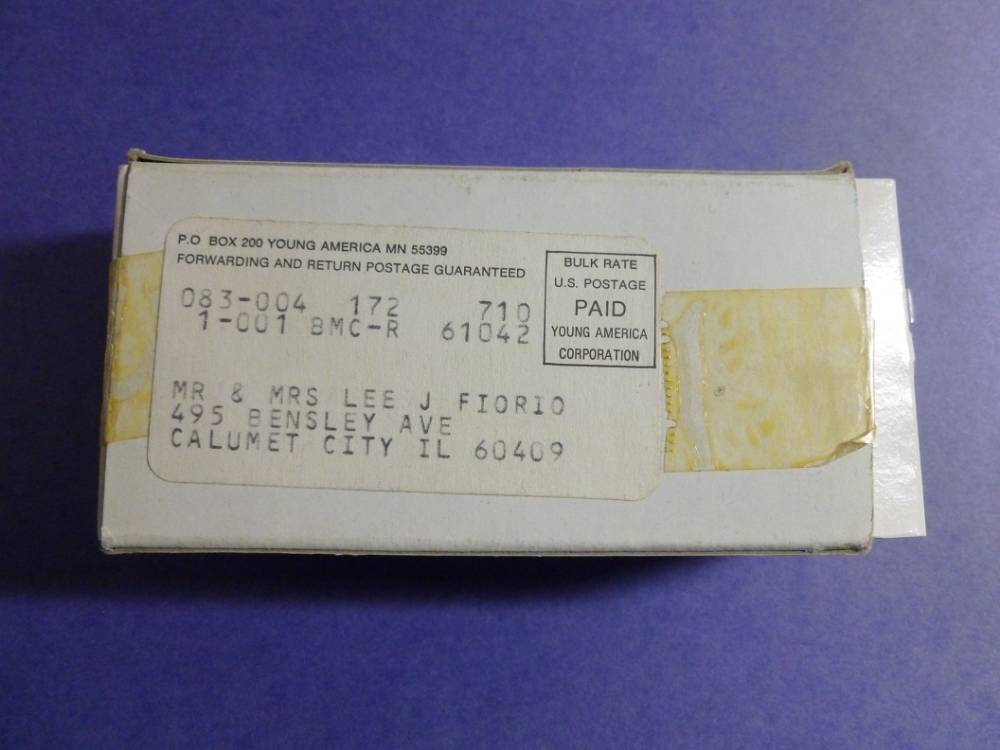 P.O BOX 200 YOUNG AMERICA MN 55399
FORWARDING AND RETURN POSTAGE GUARANTEED
083-004 172 710
1-001 BMC-R 61042
BULK RATE
U.S. POSTAGE
PAID
YOUNG AMERICA
CORPORATION
MR & MRS LEE J FIORIO
495 BENSLEY AVE
CALUMET CITY IL 60409